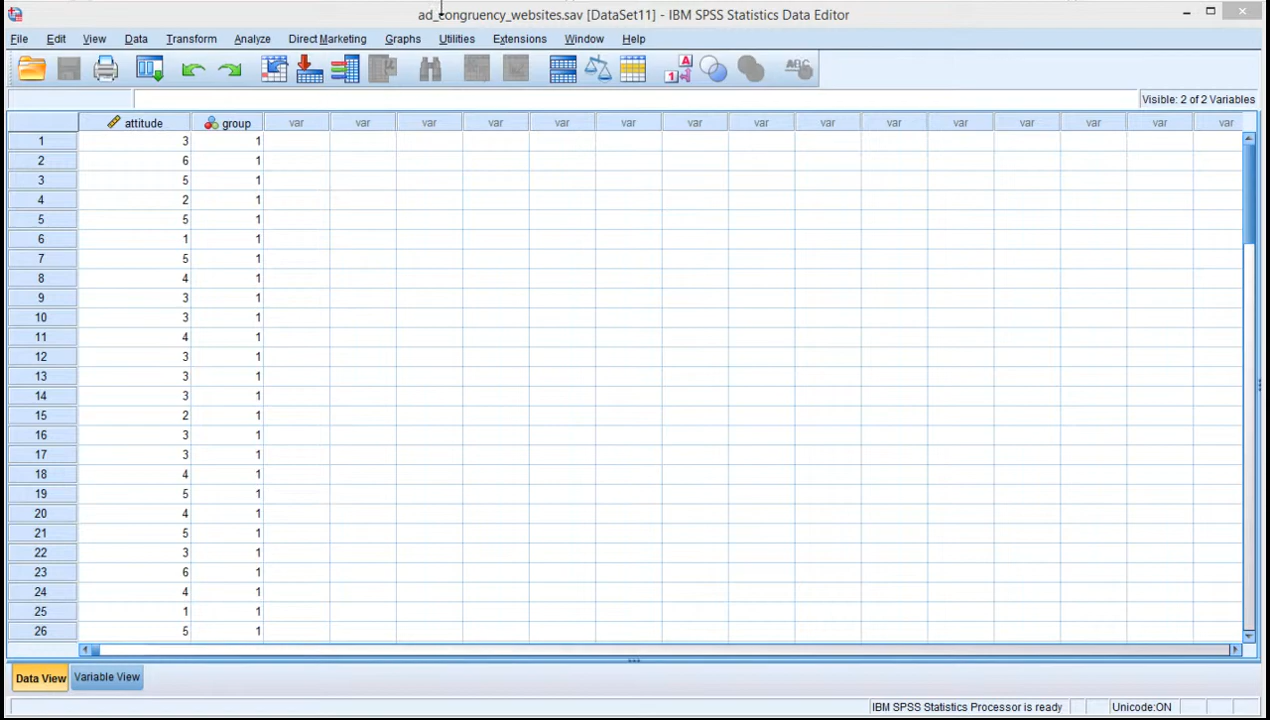 ad_congruency_websites.sav [DataSet11] - IBM SPSS Statistics Data Editor
File Edit View Data Transform Analyze Direct Marketing Graphs Utilities Extensions Window Help
Visible: 2 of 2 Variables
attitude group var var var var var var var var var var var var var var var
1 3 1
2 6 1
3 5 1
4 2 1
5 5 1
6 1 1
7 5 1
8 4 1
9 3 1
10 3 1
11 4 1
12 3 1
13 3 1
14 3 1
15 2 1
16 3 1
17 3 1
18 4 1
19 5 1
20 4 1
21 5 1
22 3 1
23 6 1
24 4 1
25 1 1
26 5 1
Data View Variable View
IBM SPSS Statistics Processor is ready Unicode:ON